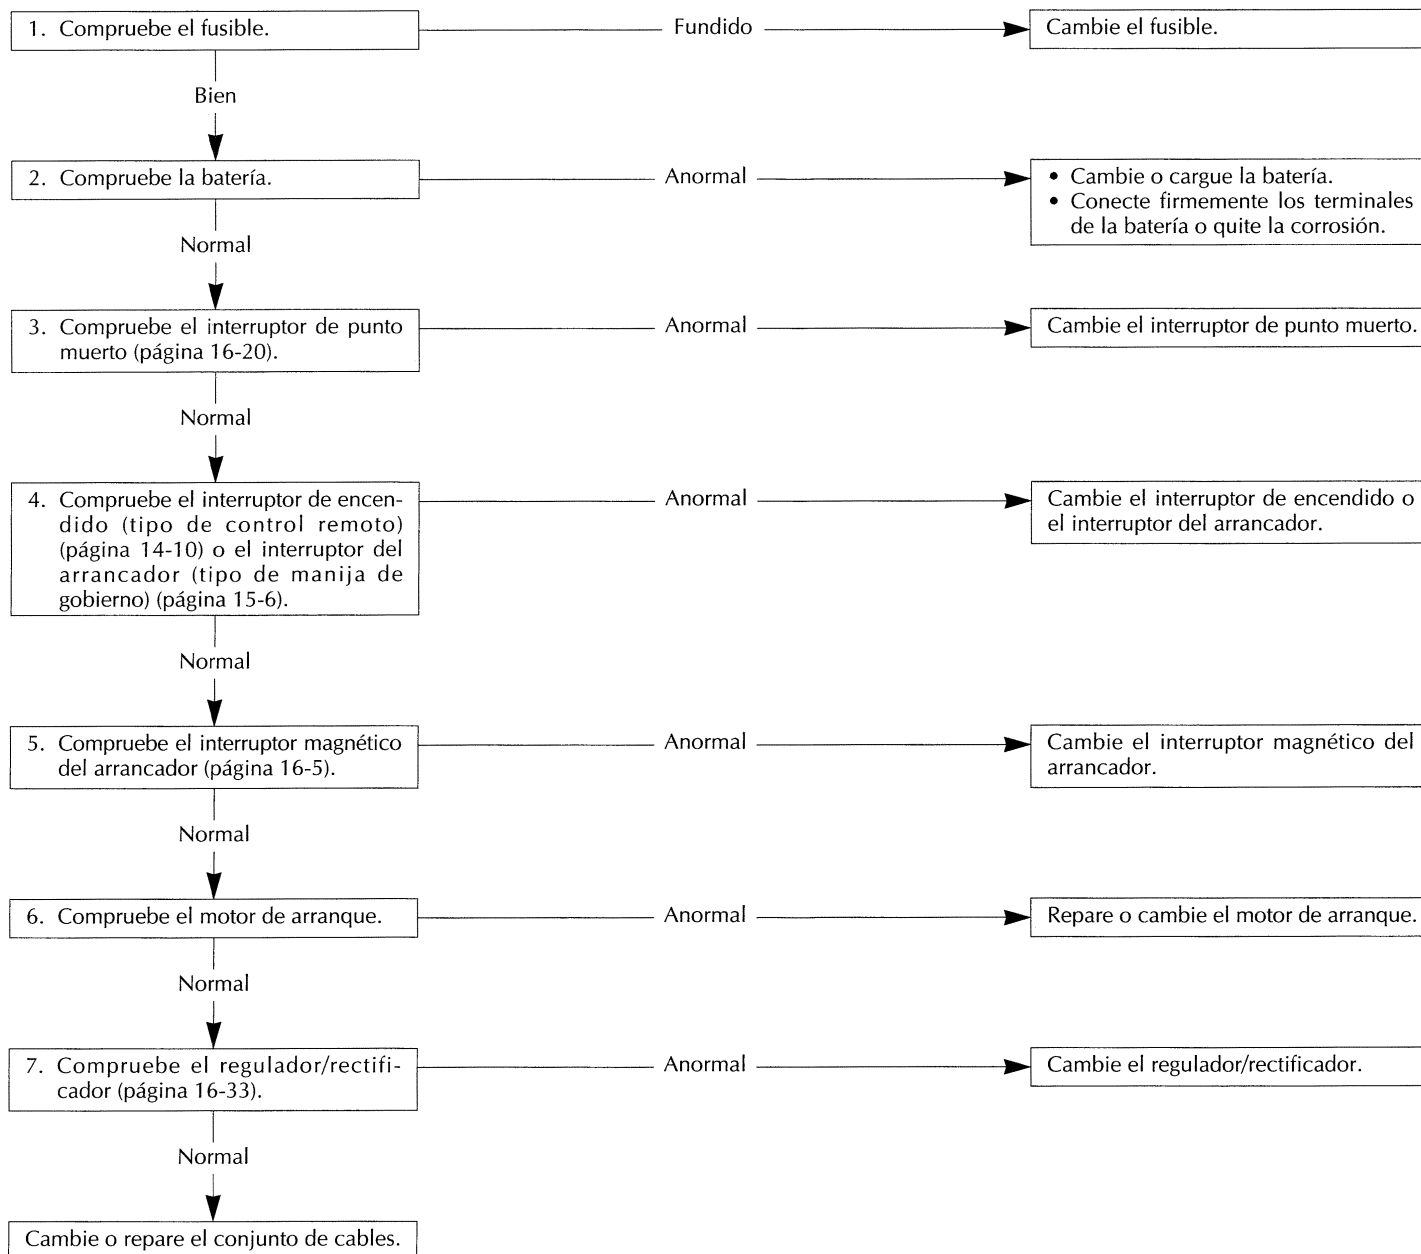 1. Compruebe el fusible.
Fundido
Cambie el fusible.
Bien
2. Compruebe la batería.
Anormal
• Cambie o cargue la batería.
• Conecte firmemente los terminales
de la batería o quite la corrosión.
Normal
3. Compruebe el interruptor de punto
muerto (página 16-20).
Anormal
Cambie el interruptor de punto muerto.
Normal
4. Compruebe el interruptor de encen-
dido (tipo de control remoto)
(página 14-10) o el interruptor del
arrancador (tipo de manija de
gobierno) (página 15-6).
Anormal
Cambie el interruptor de encendido o
el interruptor del arrancador.
Normal
5. Compruebe el interruptor magnético
del arrancador (página 16-5).
Anormal
Cambie el interruptor magnético del
arrancador.
Normal
6. Compruebe el motor de arranque.
Anormal
Repare o cambie el motor de arranque.
Normal
7. Compruebe el regulador/rectifi-
cador (página 16-33).
Anormal
Cambie el regulador/rectificador.
Normal
Cambie o repare el conjunto de cables.